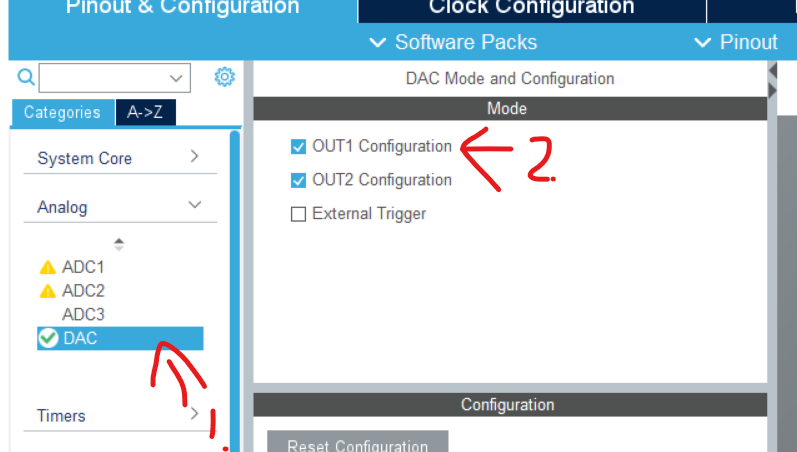 Pinout & Configuration
Clock Configuration
Software Packs
Pinout
DAC Mode and Configuration
Categories
A->Z
Mode
System Core
OUT1 Configuration
2.
OUT2 Configuration
Analog
External Trigger
ADC1
ADC2
ADC3
DAC
1.
Timers
Configuration
Reset Configuration